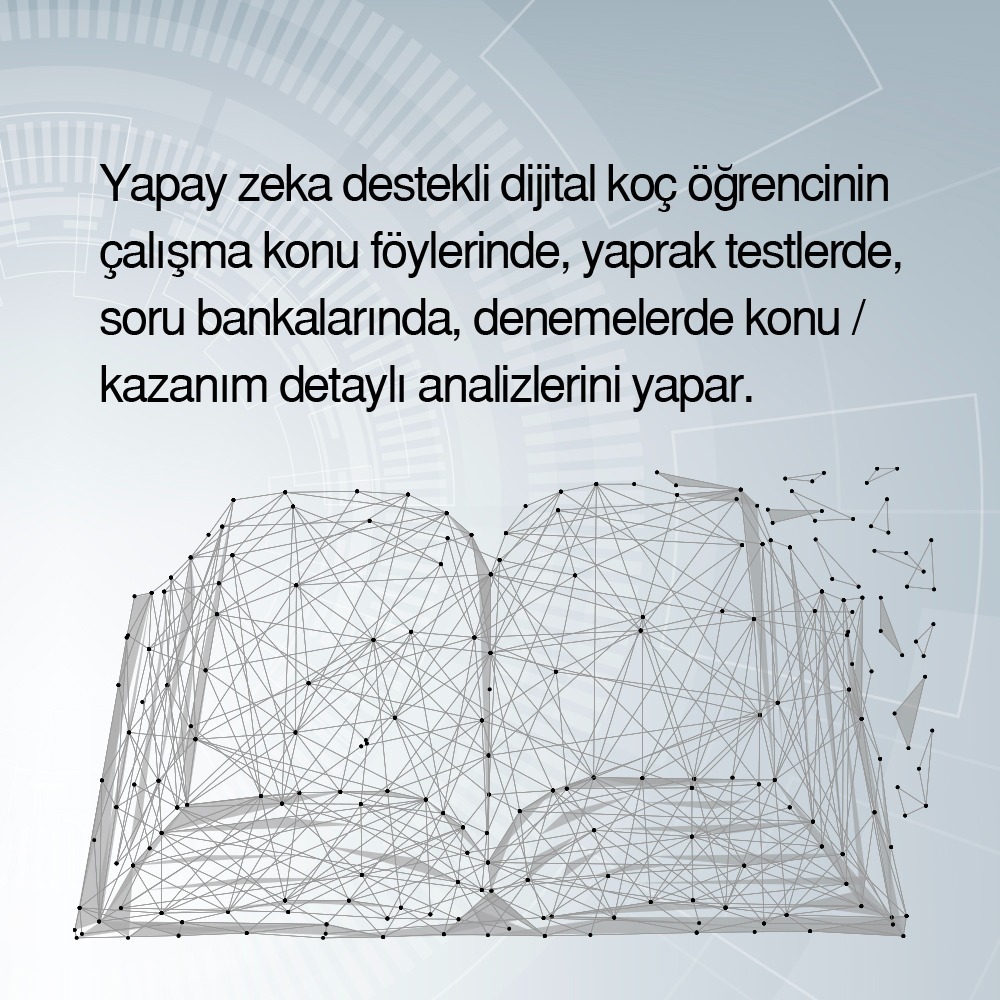 Yapay zeka destekli dijital koç öğrencinin
çalışma konu föylerinde, yaprak testlerde,
soru bankalarında, denemelerde konu /
kazanım detaylı analizlerini yapar.